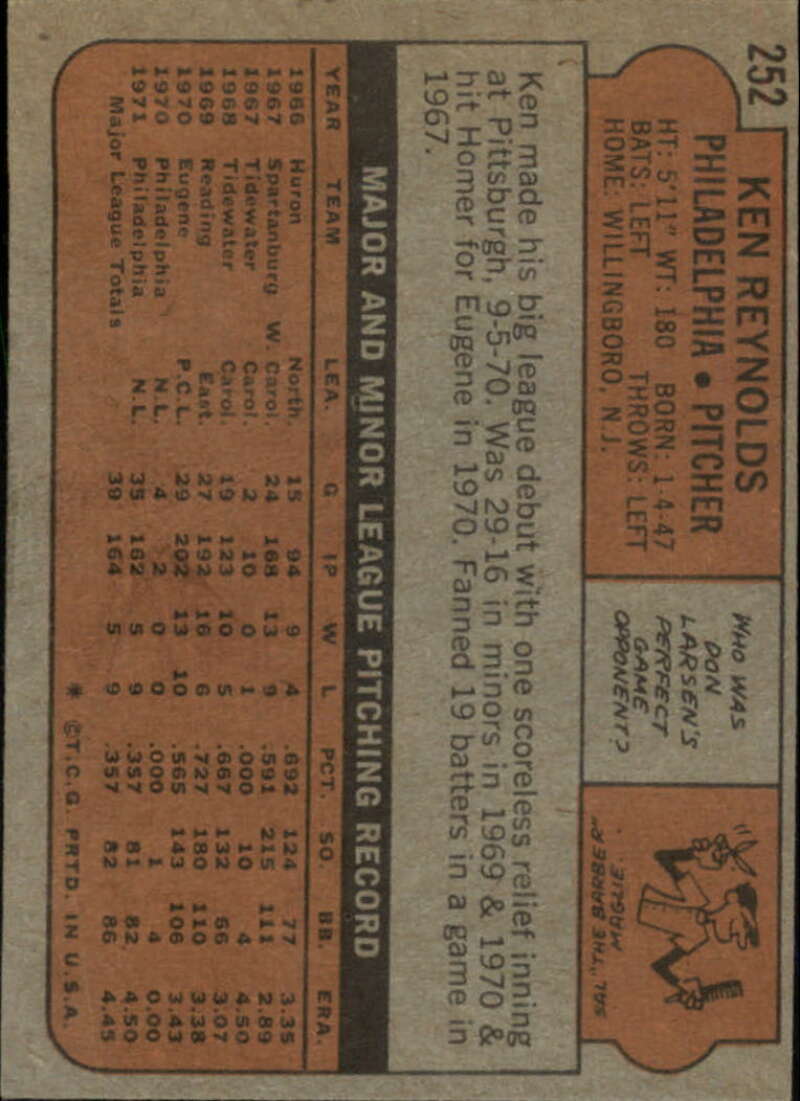 252
KEN REYNOLDS
PHILADELPHIA • PITCHER
HT: 5'11" WT: 180 BORN: 1-4-47
BATS: LEFT THROWS: LEFT
HOME: WILLINGBORO, N.J.
WHO WAS
DON
LARSEN'S
PERFECT
GAME
OPPONENT?
SAL "THE BARBER"
MAGLIE.
Ken made his big league debut with one scoreless relief inning
at Pittsburgh, 9-5-70. Was 29-16 in minors in 1969 & 1970 &
hit Homer for Eugene in 1970. Fanned 19 batters in a game in
1967.
MAJOR AND MINOR LEAGUE PITCHING RECORD
YEAR TEAM LEA. G IP W L PCT. SO. BB. ERA.
1966 Huron North. 15 94 9 4 .692 124 77 3.35
1967 Spartanburg W. Carol. 24 168 13 9 .591 215 111 2.89
1967 Tidewater Carol. 2 10 0 1 .000 10 4 4.50
1968 Tidewater Carol. 19 123 10 5 .667 132 66 3.07
1969 Reading East. 27 192 16 6 .727 180 110 3.38
1970 Eugene P.C.L. 29 202 13 10 .565 143 106 3.43
1970 Philadelphia N.L. 4 2 0 0 .000 1 4 0.00
1971 Philadelphia N.L. 35 162 5 9 .357 81 82 4.50
Major League Totals 39 164 5 9 .357 82 86 4.45
* ©T.C.G. PRTD. IN U.S.A.